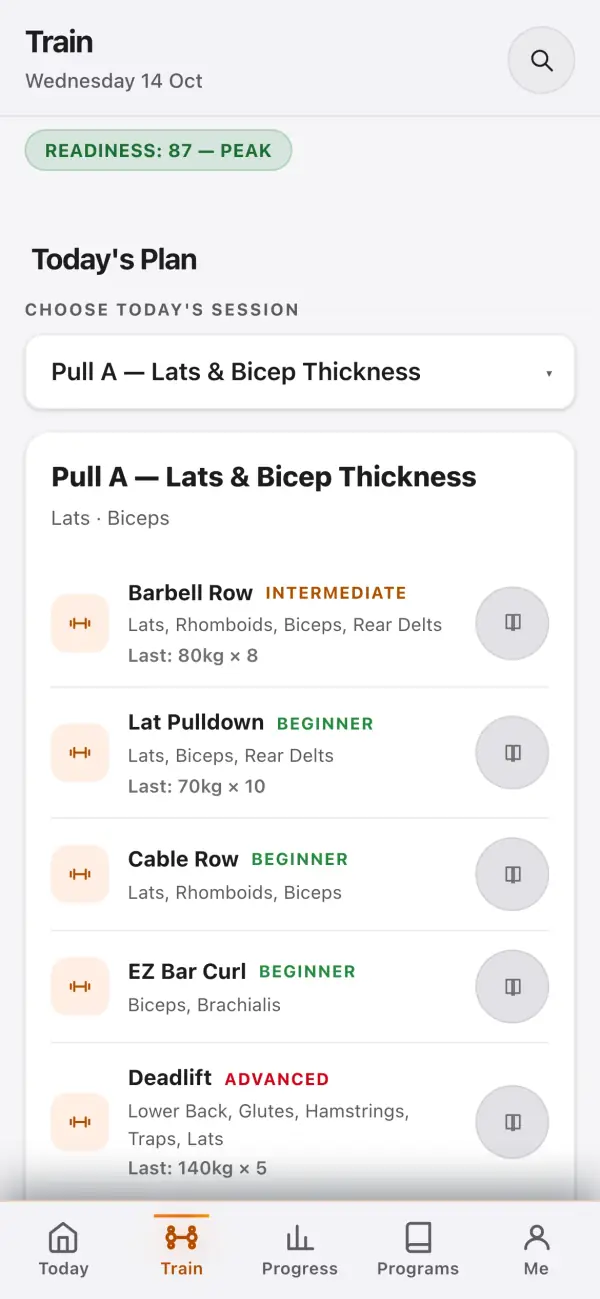 Train
Wednesday 14 Oct
READINESS: 87 — PEAK
Today's Plan
CHOOSE TODAY'S SESSION
Pull A — Lats & Bicep Thickness
Pull A — Lats & Bicep Thickness
Lats · Biceps
Barbell Row INTERMEDIATE
Lats, Rhomboids, Biceps, Rear Delts
Last: 80kg × 8
Lat Pulldown BEGINNER
Lats, Biceps, Rear Delts
Last: 70kg × 10
Cable Row BEGINNER
Lats, Rhomboids, Biceps
EZ Bar Curl BEGINNER
Biceps, Brachialis
Deadlift ADVANCED
Lower Back, Glutes, Hamstrings,
Traps, Lats
Last: 140kg × 5
Today Train Progress Programs Me